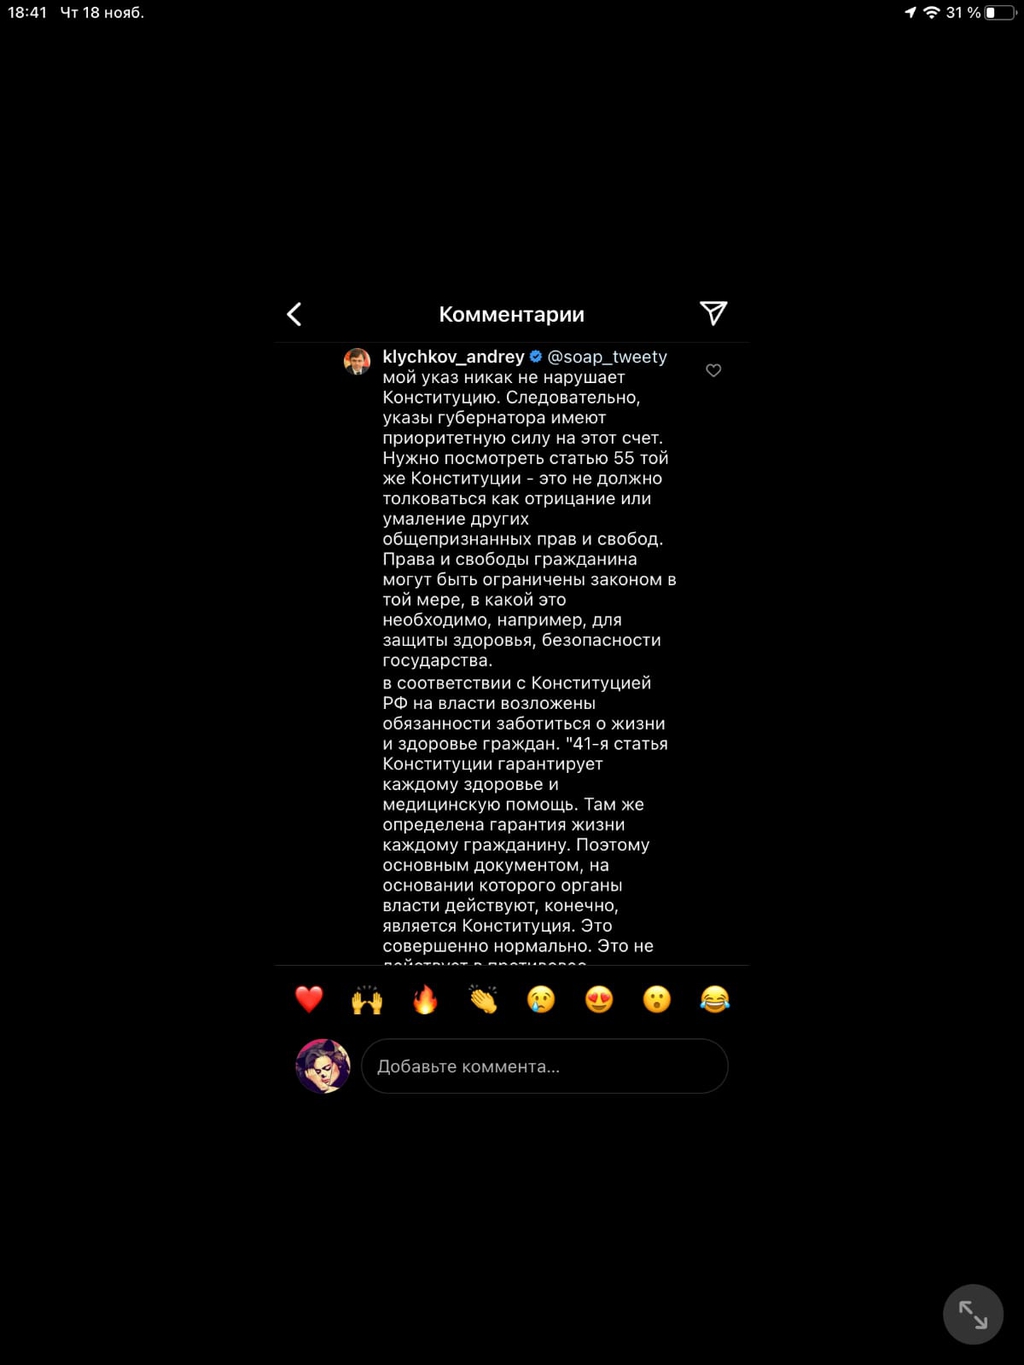 18:41 Чт 18 нояб.
31 %
Комментарии
klychkov_andrey @soap_tweety
мой указ никак не нарушает
Конституцию. Следовательно,
указы губернатора имеют
приоритетную силу на этот счет.
Нужно посмотреть статью 55 той
же Конституции - это не должно
толковаться как отрицание или
умаление других
общепризнанных прав и свобод.
Права и свободы гражданина
могут быть ограничены законом в
той мере, в какой это
необходимо, например, для
защиты здоровья, безопасности
государства.
в соответствии с Конституцией
РФ на власти возложены
обязанности заботиться о жизни
и здоровье граждан. "41-я статья
Конституции гарантирует
каждому здоровье и
медицинскую помощь. Там же
определена гарантия жизни
каждому гражданину. Поэтому
основным документом, на
основании которого органы
власти действуют, конечно,
является Конституция. Это
совершенно нормально. Это не
Добавьте коммента...